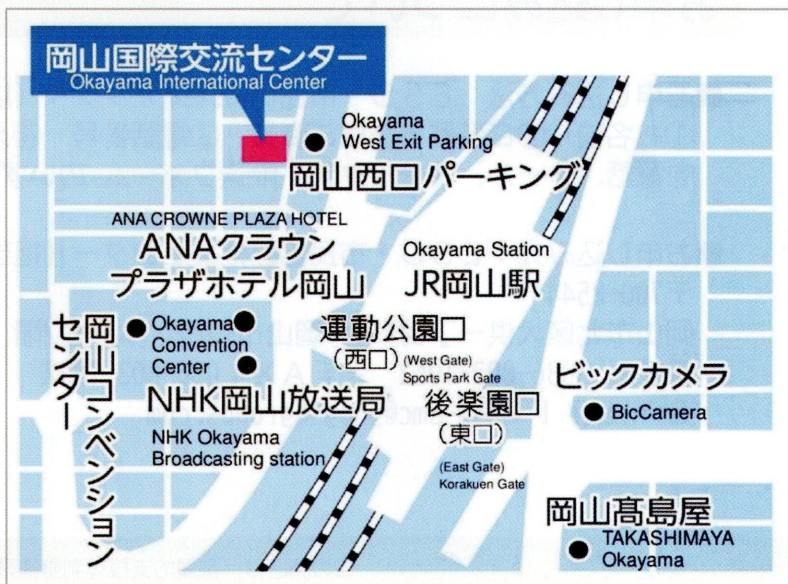 岡山国際交流センター
Okayama International Center
Okayama
West Exit Parking
岡山西口パーキング
ANA CROWNE PLAZA HOTEL
ANAクラウン
プラザホテル岡山
Okayama Station
JR岡山駅
岡山コンベンション
センター
Okayama
Convention
Center
運動公園口
(西口)
(West Gate)
Sports Park Gate
NHK岡山放送局
NHK Okayama
Broadcasting station
後楽園口
(東口)
(East Gate)
Korakuen Gate
ビックカメラ
BicCamera
岡山髙島屋
TAKASHIMAYA
Okayama